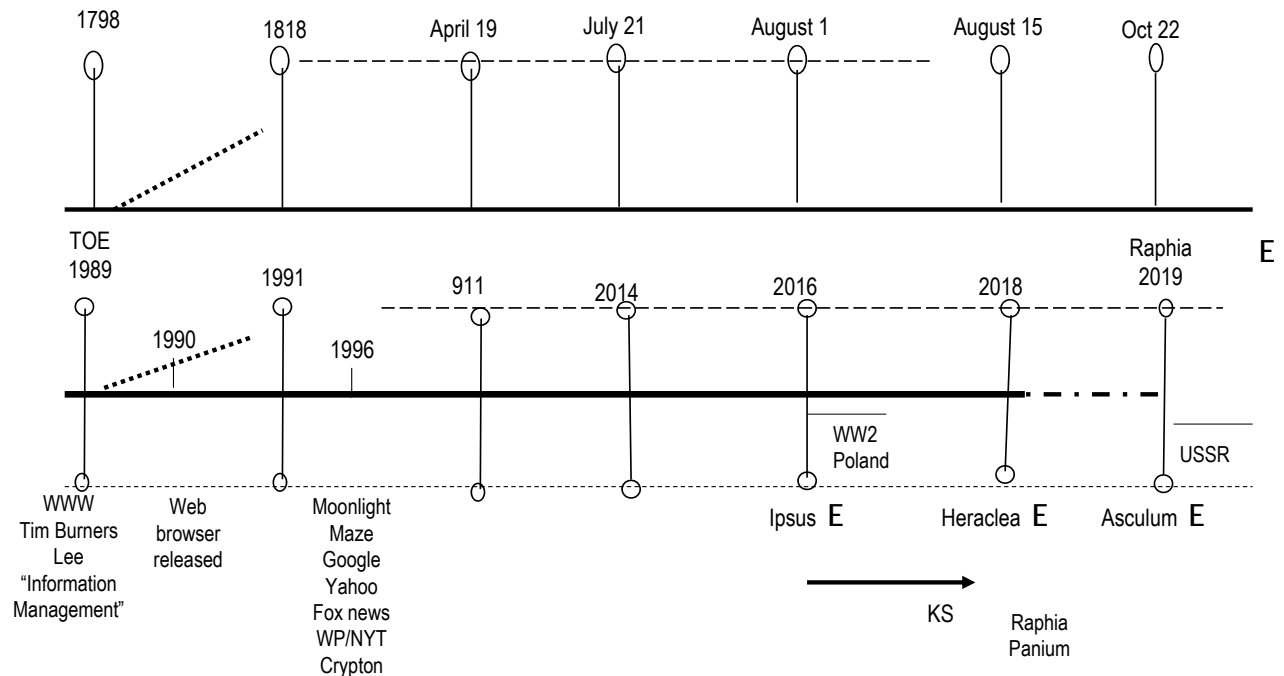 1798
1818
April 19
July 21
August 1
August 15
Oct 22
TOE
1989
1990
1991
1996
911
2014
2016
2018
Raphia
2019
E
WW2
Poland
USSR
WWW
Tim Burners
Lee
“Information
Management”
Web
browser
released
Moonlight
Maze
Google
Yahoo
Fox news
WP/NYT
Crypton
Ipsus E
Heraclea E
Asculum E
KS
Raphia
Panium